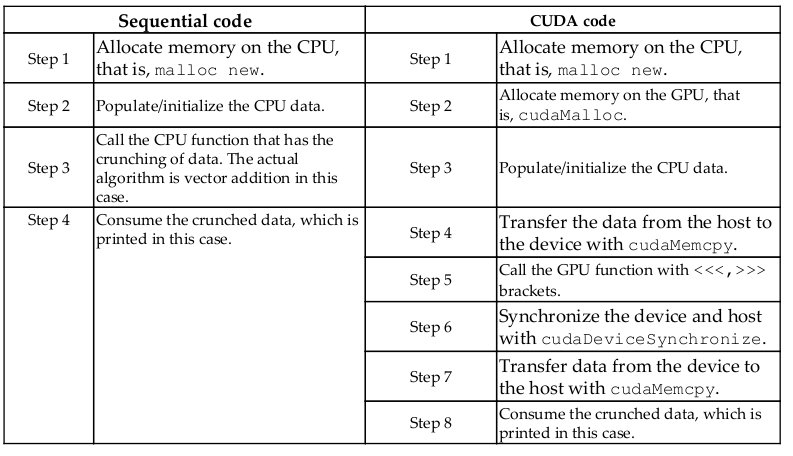 Sequential code
CUDA code
Step 1
Allocate memory on the CPU,
that is, malloc new.
Step 1
Allocate memory on the CPU,
that is, malloc new.
Step 2
Populate/initialize the CPU data.
Step 2
Allocate memory on the GPU, that
is, cudaMalloc.
Step 3
Call the CPU function that has the
crunching of data. The actual
algorithm is vector addition in this
case.
Step 3
Populate/initialize the CPU data.
Step 4
Consume the crunched data, which is
printed in this case.
Step 4
Transfer the data from the host to
the device with cudaMemcpy.
Step 5
Call the GPU function with <<<,>>>
brackets.
Step 6
Synchronize the device and host
with cudaDeviceSynchronize.
Step 7
Transfer data from the device to
the host with cudaMemcpy.
Step 8
Consume the crunched data, which is
printed in this case.